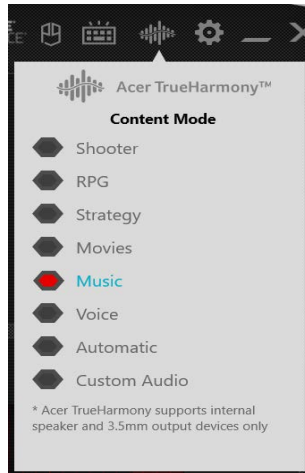 Acer TrueHarmony™
Content Mode
Shooter
RPG
Strategy
Movies
Music
Voice
Automatic
Custom Audio
* Acer TrueHarmony supports internal
speaker and 3.5mm output devices only